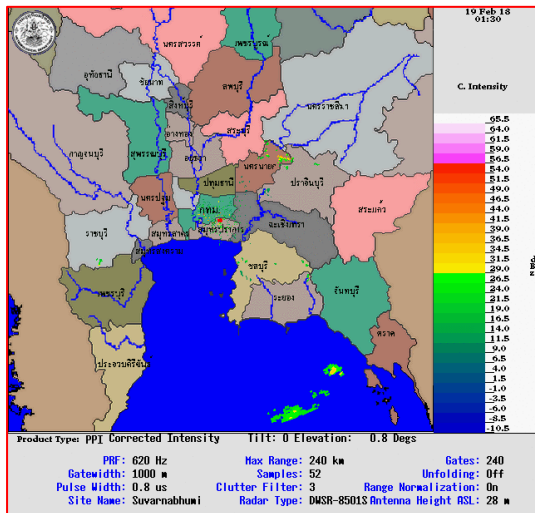 19 Feb 18
01:30
C. Intensity
นครสวรรค์
เพชรบูรณ์
อุทัยธานี
ชัยนาท
ลพบุรี
สิงห์บุรี
นครราชสีมา
อ่างทอง
สระบุรี
กาญจนบุรี
สุพรรณบุรี
อยุธยา
นครนายก
ปราจีนบุรี
ปทุมธานี
นครปฐม
กทม.
สระแก้ว
ราชบุรี
สมุทรสาคร
สมุทรปราการ
ฉะเชิงเทรา
ชลบุรี
เพชรบุรี
ระยอง
จันทบุรี
ตราด
ประจวบคีรีขันธ์
65.5
64.0
61.5
59.0
56.5
54.0
51.5
49.0
46.5
44.0
41.5
39.0
36.5
34.0
31.5
29.0
26.5
24.0
21.5
19.0
16.5
14.0
11.5
9.0
6.5
4.0
1.5
-1.0
-3.5
-6.0
-8.5
-10.5
Product Type: PPI Corrected Intensity Tilt: 0 Elevation: 0.8 Degs
PRF: 620 Hz Max Range: 240 km Gates: 240
Gatewidth: 1000 m Samples: 52 Unfolding: Off
Pulse Width: 0.8 us Clutter Filter: 3 Range Normalization: On
Site Name: Suvarnabhumi Radar Type: DWSR-8501S Antenna Height ASL: 28 m